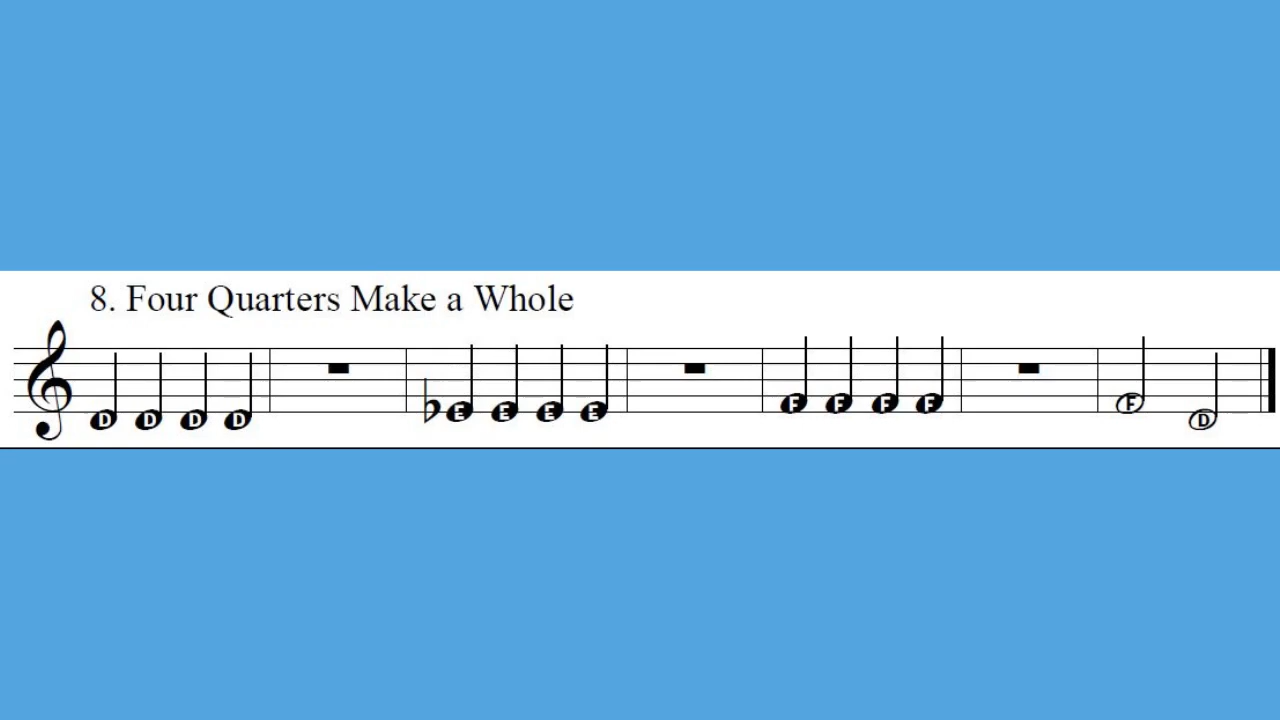 8. Four Quarters Make a Whole
D D D D E E E E F F F F F D